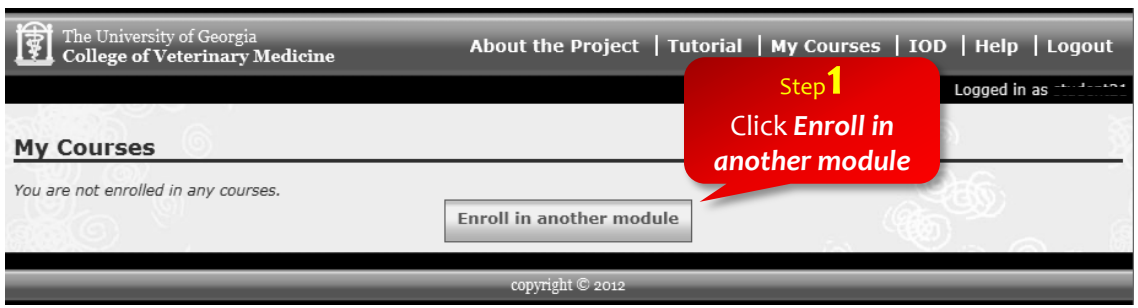 The University of Georgia
College of Veterinary Medicine
About the Project | Tutorial | My Courses | IOD | Help | Logout
Logged in as
Step1
Click Enroll in
another module
My Courses
You are not enrolled in any courses.
Enroll in another module
copyright © 2012